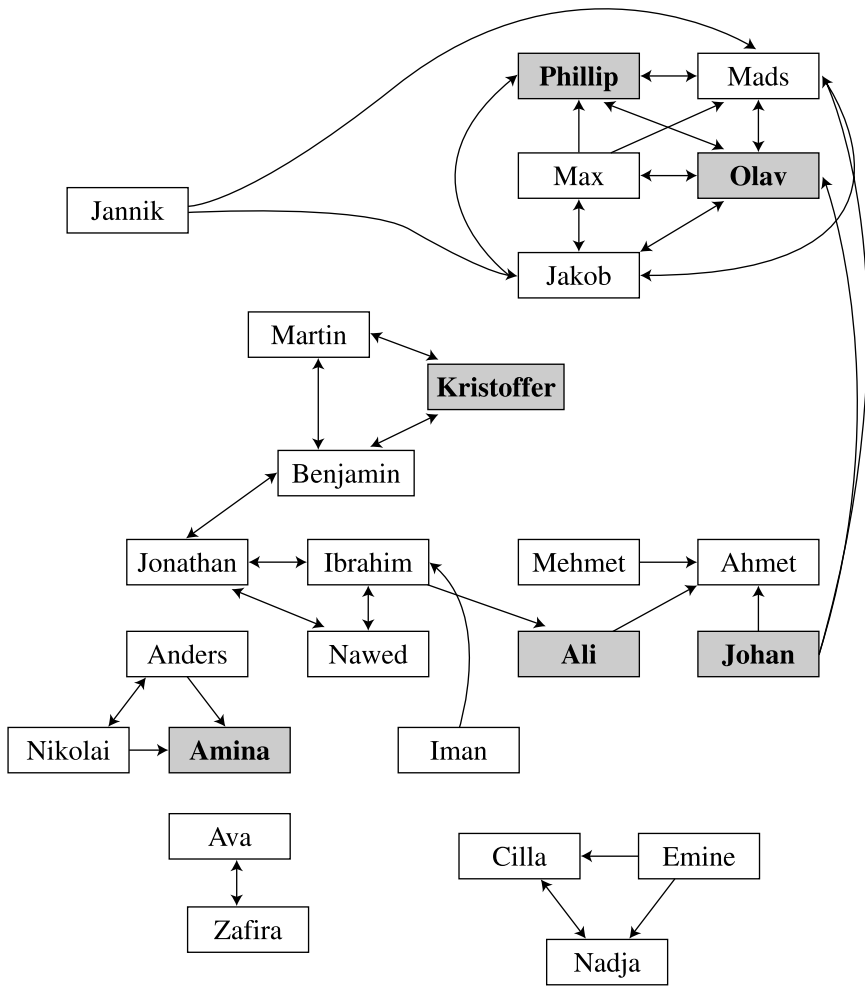 Phillip
Mads
Max
Olav
Jannik
Jakob
Martin
Kristoffer
Benjamin
Jonathan
Ibrahim
Mehmet
Ahmet
Anders
Nawed
Ali
Johan
Nikolai
Amina
Iman
Ava
Cilla
Emine
Zafira
Nadja